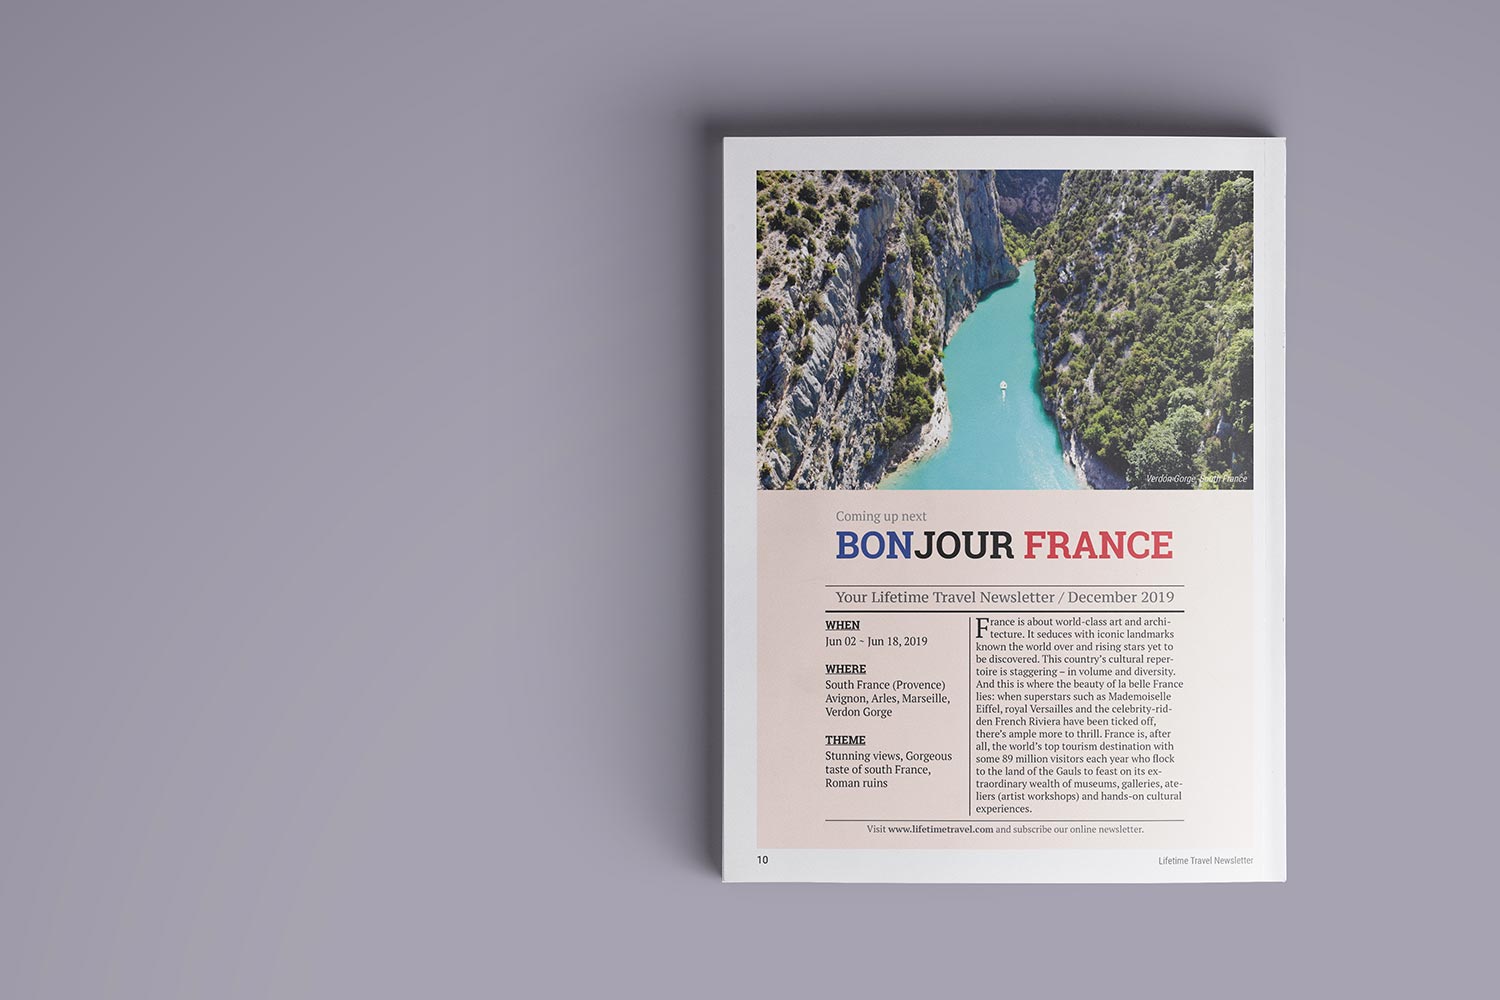 Verdon Gorge, South France
Coming up next
BONJOUR FRANCE
Your Lifetime Travel Newsletter / December 2019
WHEN
Jun 02 ~ Jun 18, 2019
WHERE
South France (Provence)
Avignon, Arles, Marseille,
Verdon Gorge
THEME
Stunning views, Gorgeous
taste of south France,
Roman ruins
France is about world-class art and archi-
tecture. It seduces with iconic landmarks
known the world over and rising stars yet to
be discovered. This country's cultural reper-
toire is staggering – in volume and diversity.
And this is where the beauty of la belle France
lies: when superstars such as Mademoiselle
Eiffel, royal Versailles and the celebrity-rid-
den French Riviera have been ticked off,
there's ample more to thrill. France is, after
all, the world's top tourism destination with
some 89 million visitors each year who flock
to the land of the Gauls to feast on its ex-
traordinary wealth of museums, galleries, ate-
liers (artist workshops) and hands-on cultural
experiences.
Visit www.lifetimetravel.com and subscribe our online newsletter.
10
Lifetime Travel Newsletter